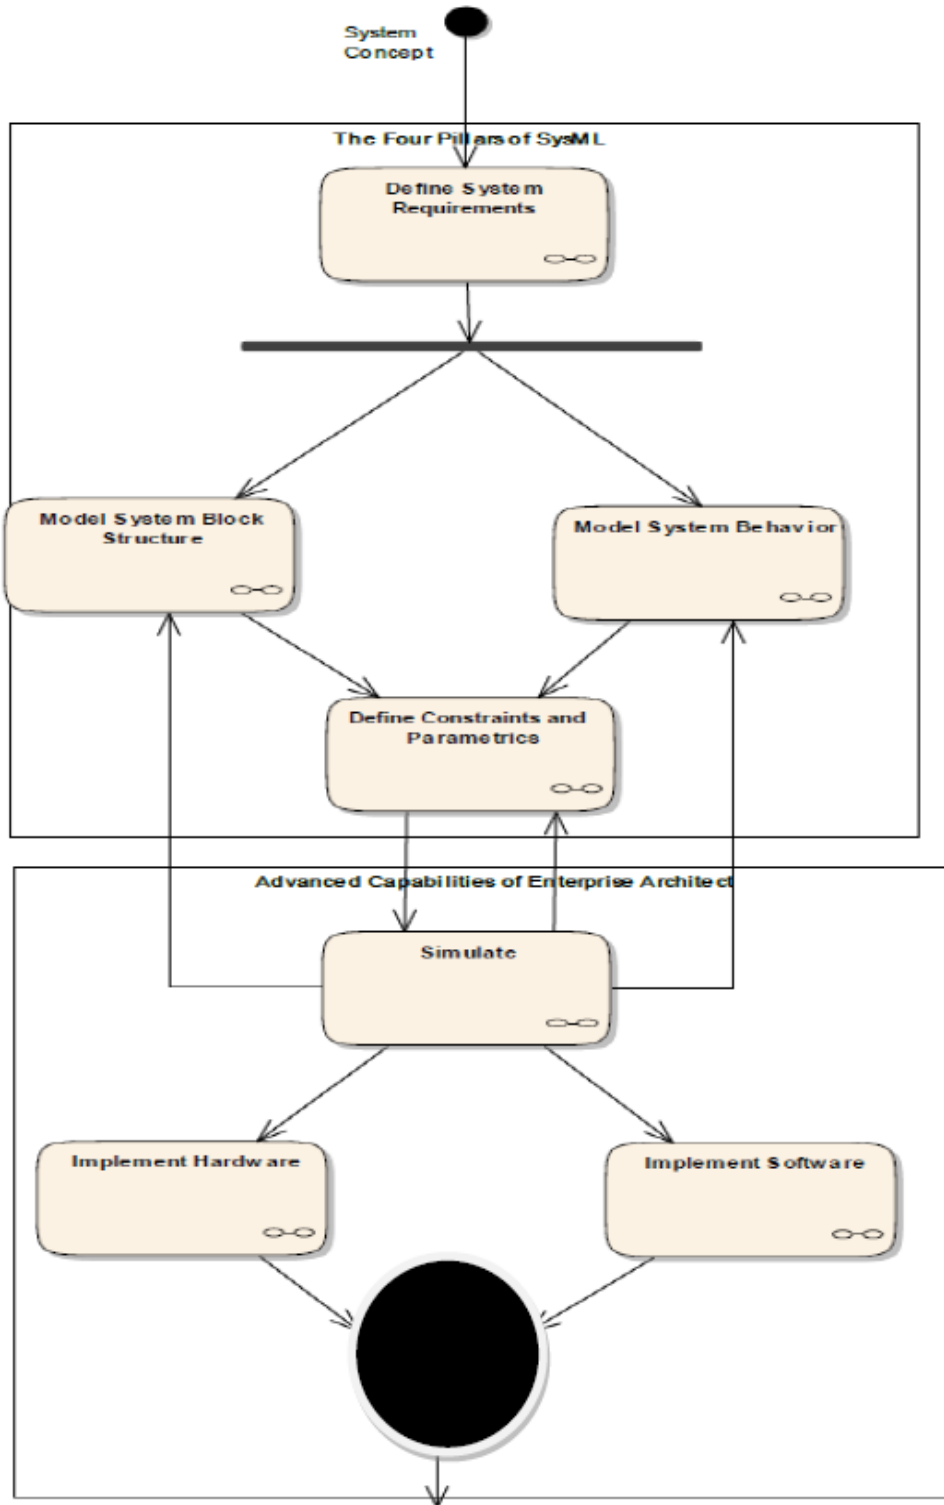 System
Concept
The Four Pillars of SysML
Define System
Requirements
Model System Block
Structure
Model System Behavior
Define Constraints and
Parametrics
Advanced Capabilities of Enterprise Architect
Simulate
Implement Hardware
Implement Software